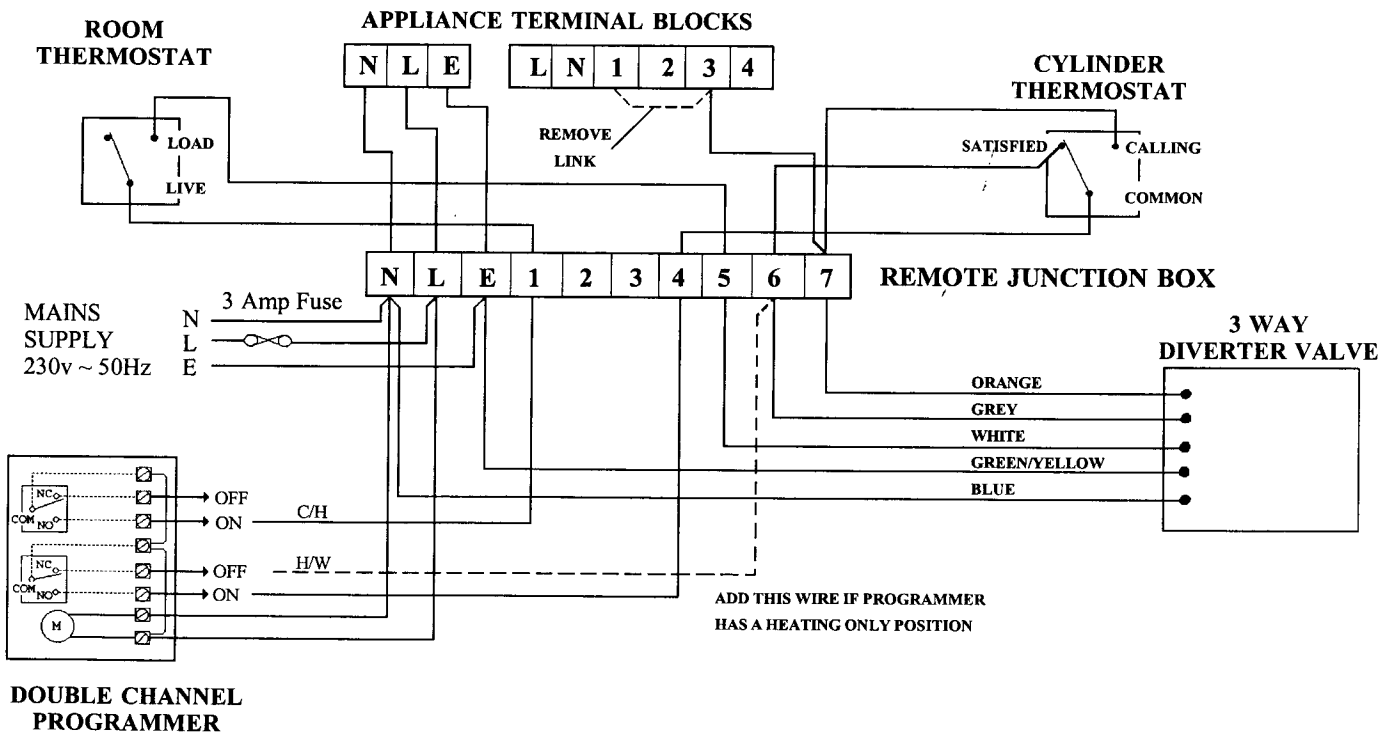 APPLIANCE TERMINAL BLOCKS
ROOM
THERMOSTAT
N L E
L N 1 2 3 4
CYLINDER
THERMOSTAT
REMOVE
LINK
LOAD
LIVE
SATISFIED
CALLING
COMMON
N L E 1 2 3 4 5 6 7
REMOTE JUNCTION BOX
MAINS
SUPPLY
230v ~ 50Hz
N
L
E
3 Amp Fuse
3 WAY
DIVERTER VALVE
ORANGE
GREY
WHITE
GREEN/YELLOW
BLUE
NC
COM
NO
OFF
ON
C/H
NC
COM
NO
OFF
H/W
ON
M
ADD THIS WIRE IF PROGRAMMER
HAS A HEATING ONLY POSITION
DOUBLE CHANNEL
PROGRAMMER